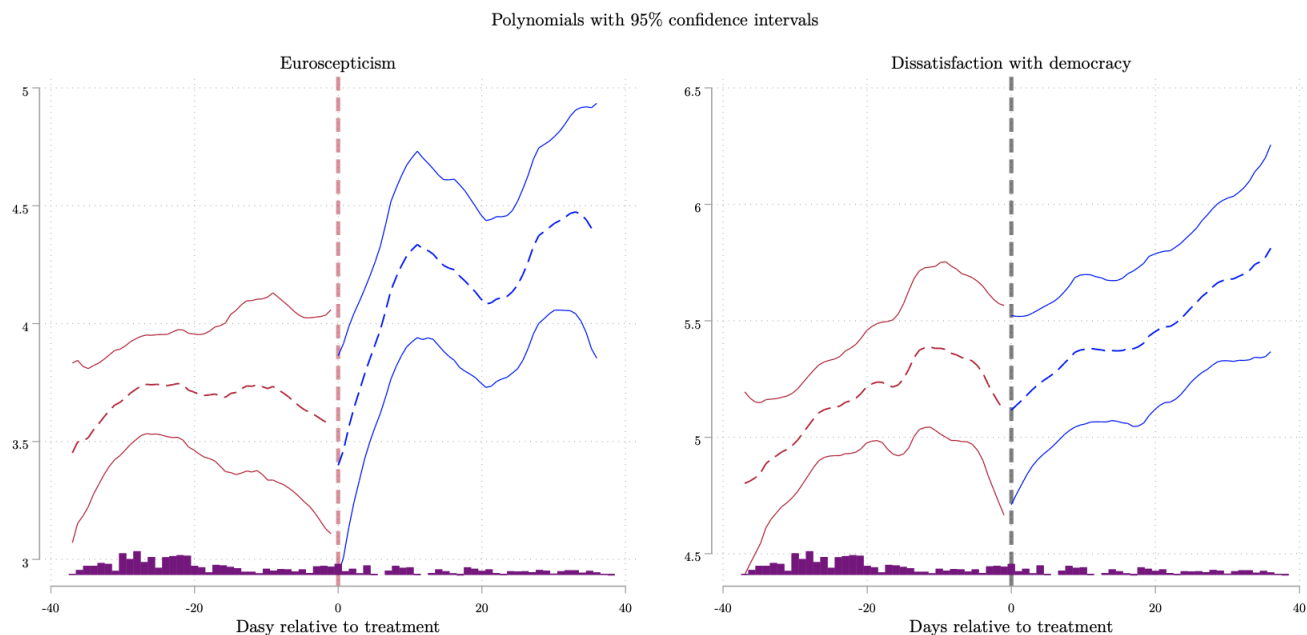 Polynomials with 95% confidence intervals
Euroscepticism
5
4.5
4
3.5
3
-40 -20 0 20 40
Dasy relative to treatment
Dissatisfaction with democracy
6.5
6
5.5
5
4.5
-40 -20 0 20 40
Days relative to treatment